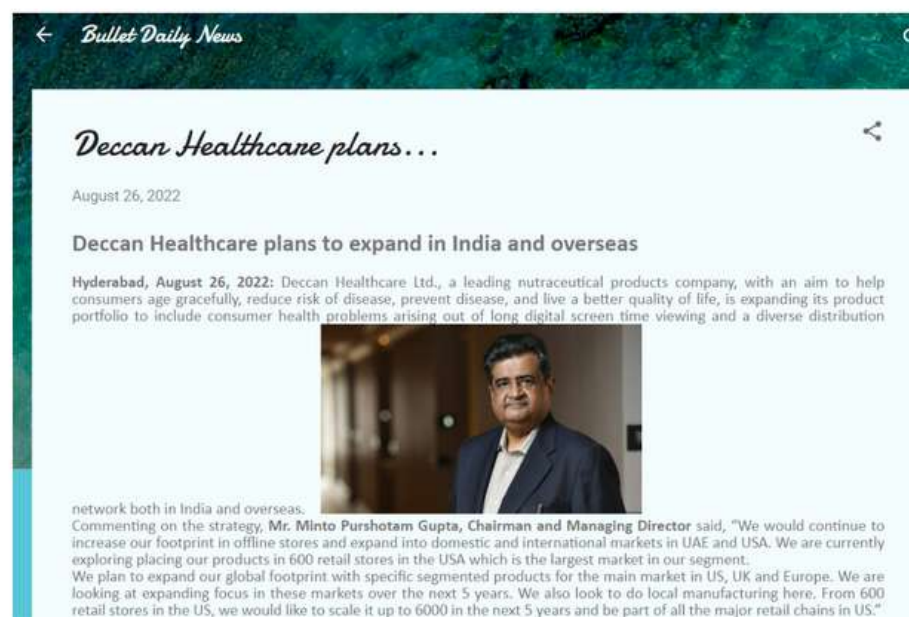 Bullet Daily News
Deccan Healthcare plans...
August 26, 2022
Deccan Healthcare plans to expand in India and overseas
Hyderabad, August 26, 2022: Deccan Healthcare Ltd., a leading nutraceutical products company, with an aim to help
consumers age gracefully, reduce risk of disease, prevent disease, and live a better quality of life, is expanding its product
portfolio to include consumer health problems arising out of long digital screen time viewing and a diverse distribution
network both in India and overseas.
Commenting on the strategy, Mr. Minto Purshotam Gupta, Chairman and Managing Director said, “We would continue to
increase our footprint in offline stores and expand into domestic and international markets in UAE and USA. We are currently
exploring placing our products in 600 retail stores in the USA which is the largest market in our segment.
We plan to expand our global footprint with specific segmented products for the main market in US, UK and Europe. We are
looking at expanding focus in these markets over the next 5 years. We also look to do local manufacturing here. From 600
retail stores in the US, we would like to scale it up to 6000 in the next 5 years and be part of all the major retail chains in US.”